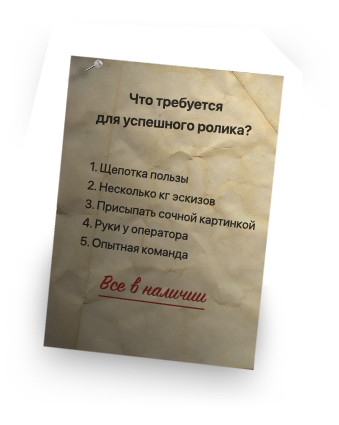 Что требуется
для успешного ролика?
1. Щепотка пользы
2. Несколько кг эскизов
3. Присыпать сочной картинкой
4. Руки у оператора
5. Опытная команда
Все в наличии